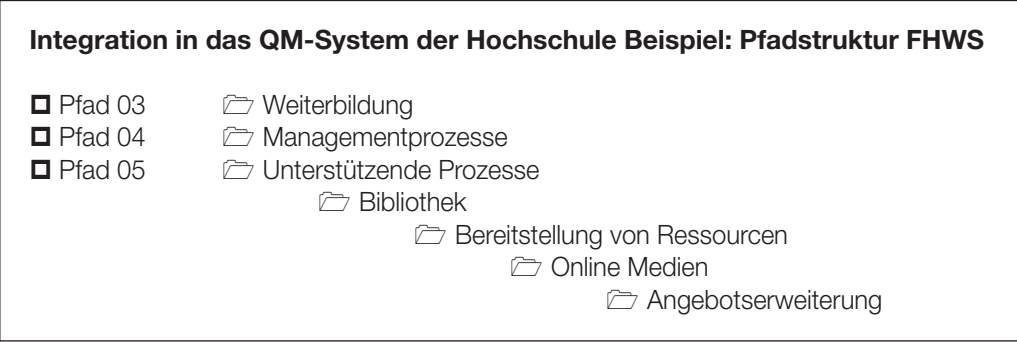 Integration in das QM-System der Hochschule Beispiel: Pfadstruktur FHWS
Pfad 03 Weiterbildung
Pfad 04 Managementprozesse
Pfad 05 Unterstützende Prozesse
Bibliothek
Bereitstellung von Ressourcen
Online Medien
Angebotserweiterung